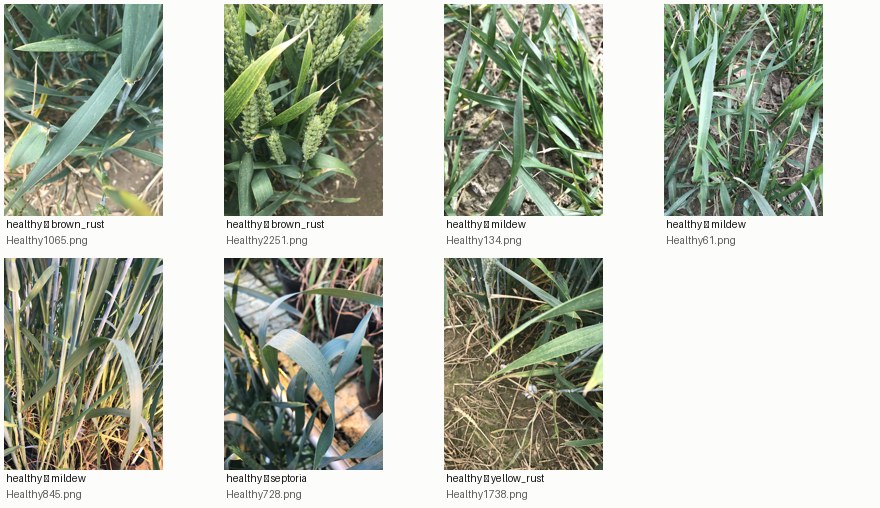 healthy brown_rust
Healthy1065.png
healthy brown_rust
Healthy2251.png
healthy mildew
Healthy134.png
healthy mildew
Healthy61.png
healthy mildew
Healthy845.png
healthy septoria
Healthy728.png
healthy yellow_rust
Healthy1738.png